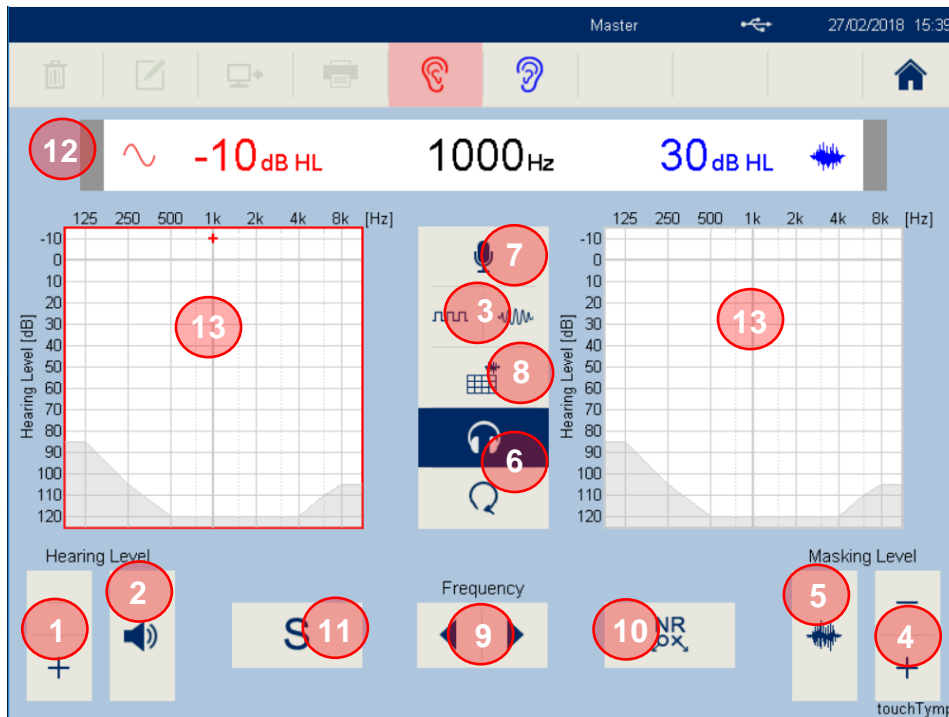 Master 27/02/2018 15:39
12 -10 dB HL 1000 Hz 30 dB HL
125 250 500 1k 2k 4k 8k [Hz]
-10
0
10
20
30
40
50
60
70
80
90
100
110
120
Hearing Level [dB]
13
7
3
8
6
125 250 500 1k 2k 4k 8k [Hz]
-10
0
10
20
30
40
50
60
70
80
90
100
110
120
Hearing Level [dB]
13
Hearing Level
1 +
2
S 11
Frequency
9
10 NR
OX
Masking Level
5
− 4 +
touchTymp